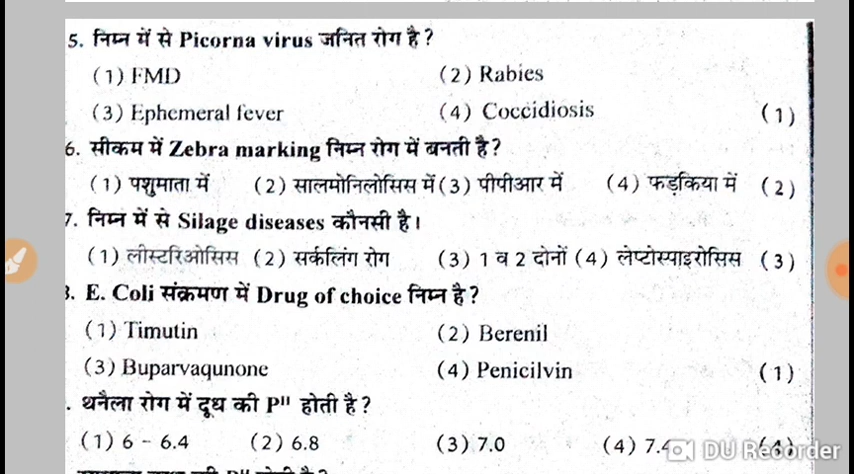 5. निम्न में से Picorna virus जनित रोग है?
(1) FMD (2) Rabies
(3) Ephemeral fever (4) Coccidiosis (1)
6. सीकम में Zebra marking निम्न रोग में बनती है?
(1) पशुमाता में (2) सालमोनिलोसिस में (3) पीपीआर में (4) फड़किया में (2)
7. निम्न में से Silage diseases कौनसी है।
(1) लीस्टरिओसिस (2) सर्कलिंग रोग (3) 1 व 2 दोनों (4) लेप्टोस्पाइरोसिस (3)
. E. Coli संक्रमण में Drug of choice निम्न है?
(1) Timutin (2) Berenil
(3) Buparvaqunone (4) Penicilvin (1)
. थनैला रोग में दूध की Pᴴ होती है?
(1) 6 - 6.4 (2) 6.8 (3) 7.0 (4) 7.4 DU Recorder